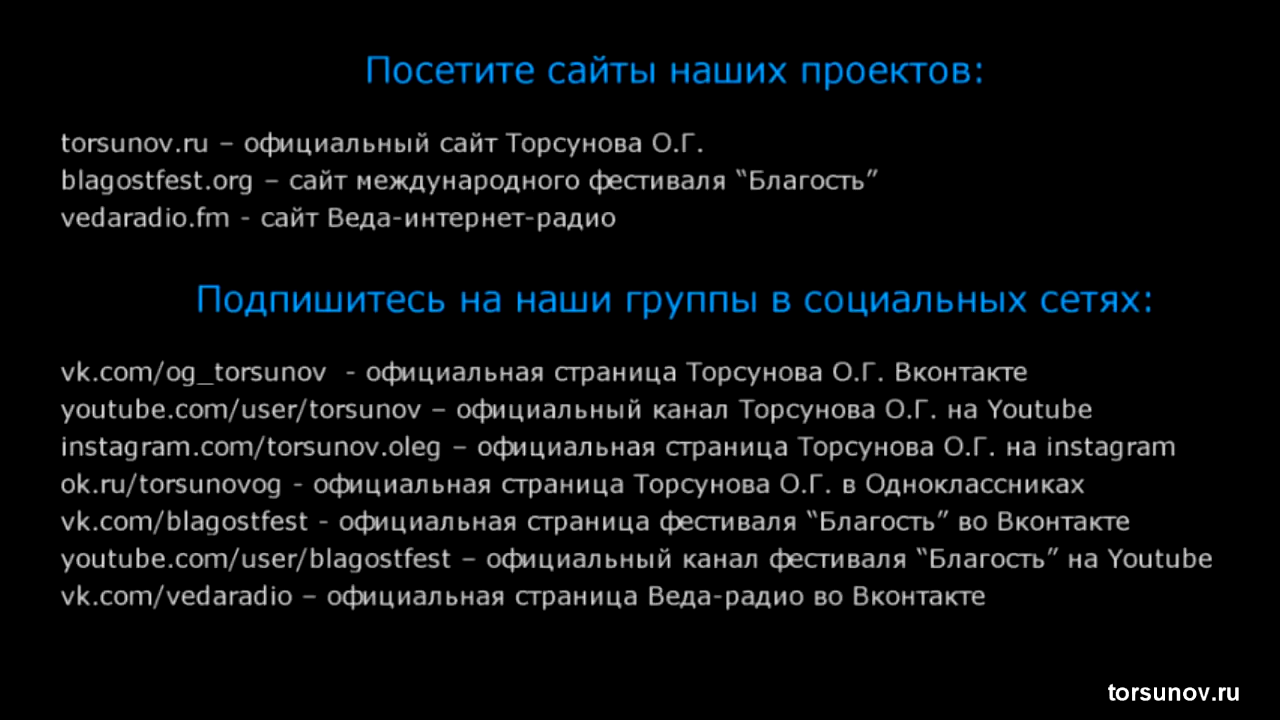 Посетите сайты наших проектов:
torsunov.ru – официальный сайт Торсунова О.Г.
blagostfest.org – сайт международного фестиваля “Благость”
vedaradio.fm - сайт Веда-интернет-радио
Подпишитесь на наши группы в социальных сетях:
vk.com/og_torsunov - официальная страница Торсунова О.Г. Вконтакте
youtube.com/user/torsunov – официальный канал Торсунова О.Г. на Youtube
instagram.com/torsunov.oleg – официальная страница Торсунова О.Г. на instagram
ok.ru/torsunovog - официальная страница Торсунова О.Г. в Одноклассниках
vk.com/blagostfest - официальная страница фестиваля “Благость” во Вконтакте
youtube.com/user/blagostfest – официальный канал фестиваля “Благость” на Youtube
vk.com/vedaradio – официальная страница Веда-радио во Вконтакте
torsunov.ru